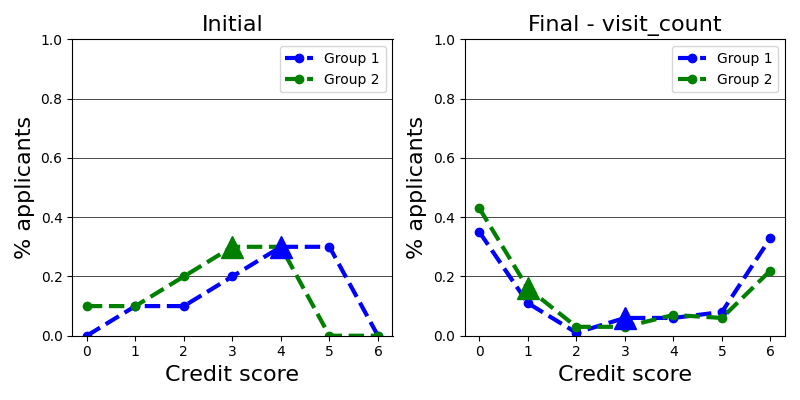 Initial
1.0
0.8
0.6
0.4
0.2
0.0
% applicants
Group 1
Group 2
0 1 2 3 4 5 6
Credit score
Final - visit_count
1.0
0.8
0.6
0.4
0.2
0.0
% applicants
Group 1
Group 2
0 1 2 3 4 5 6
Credit score